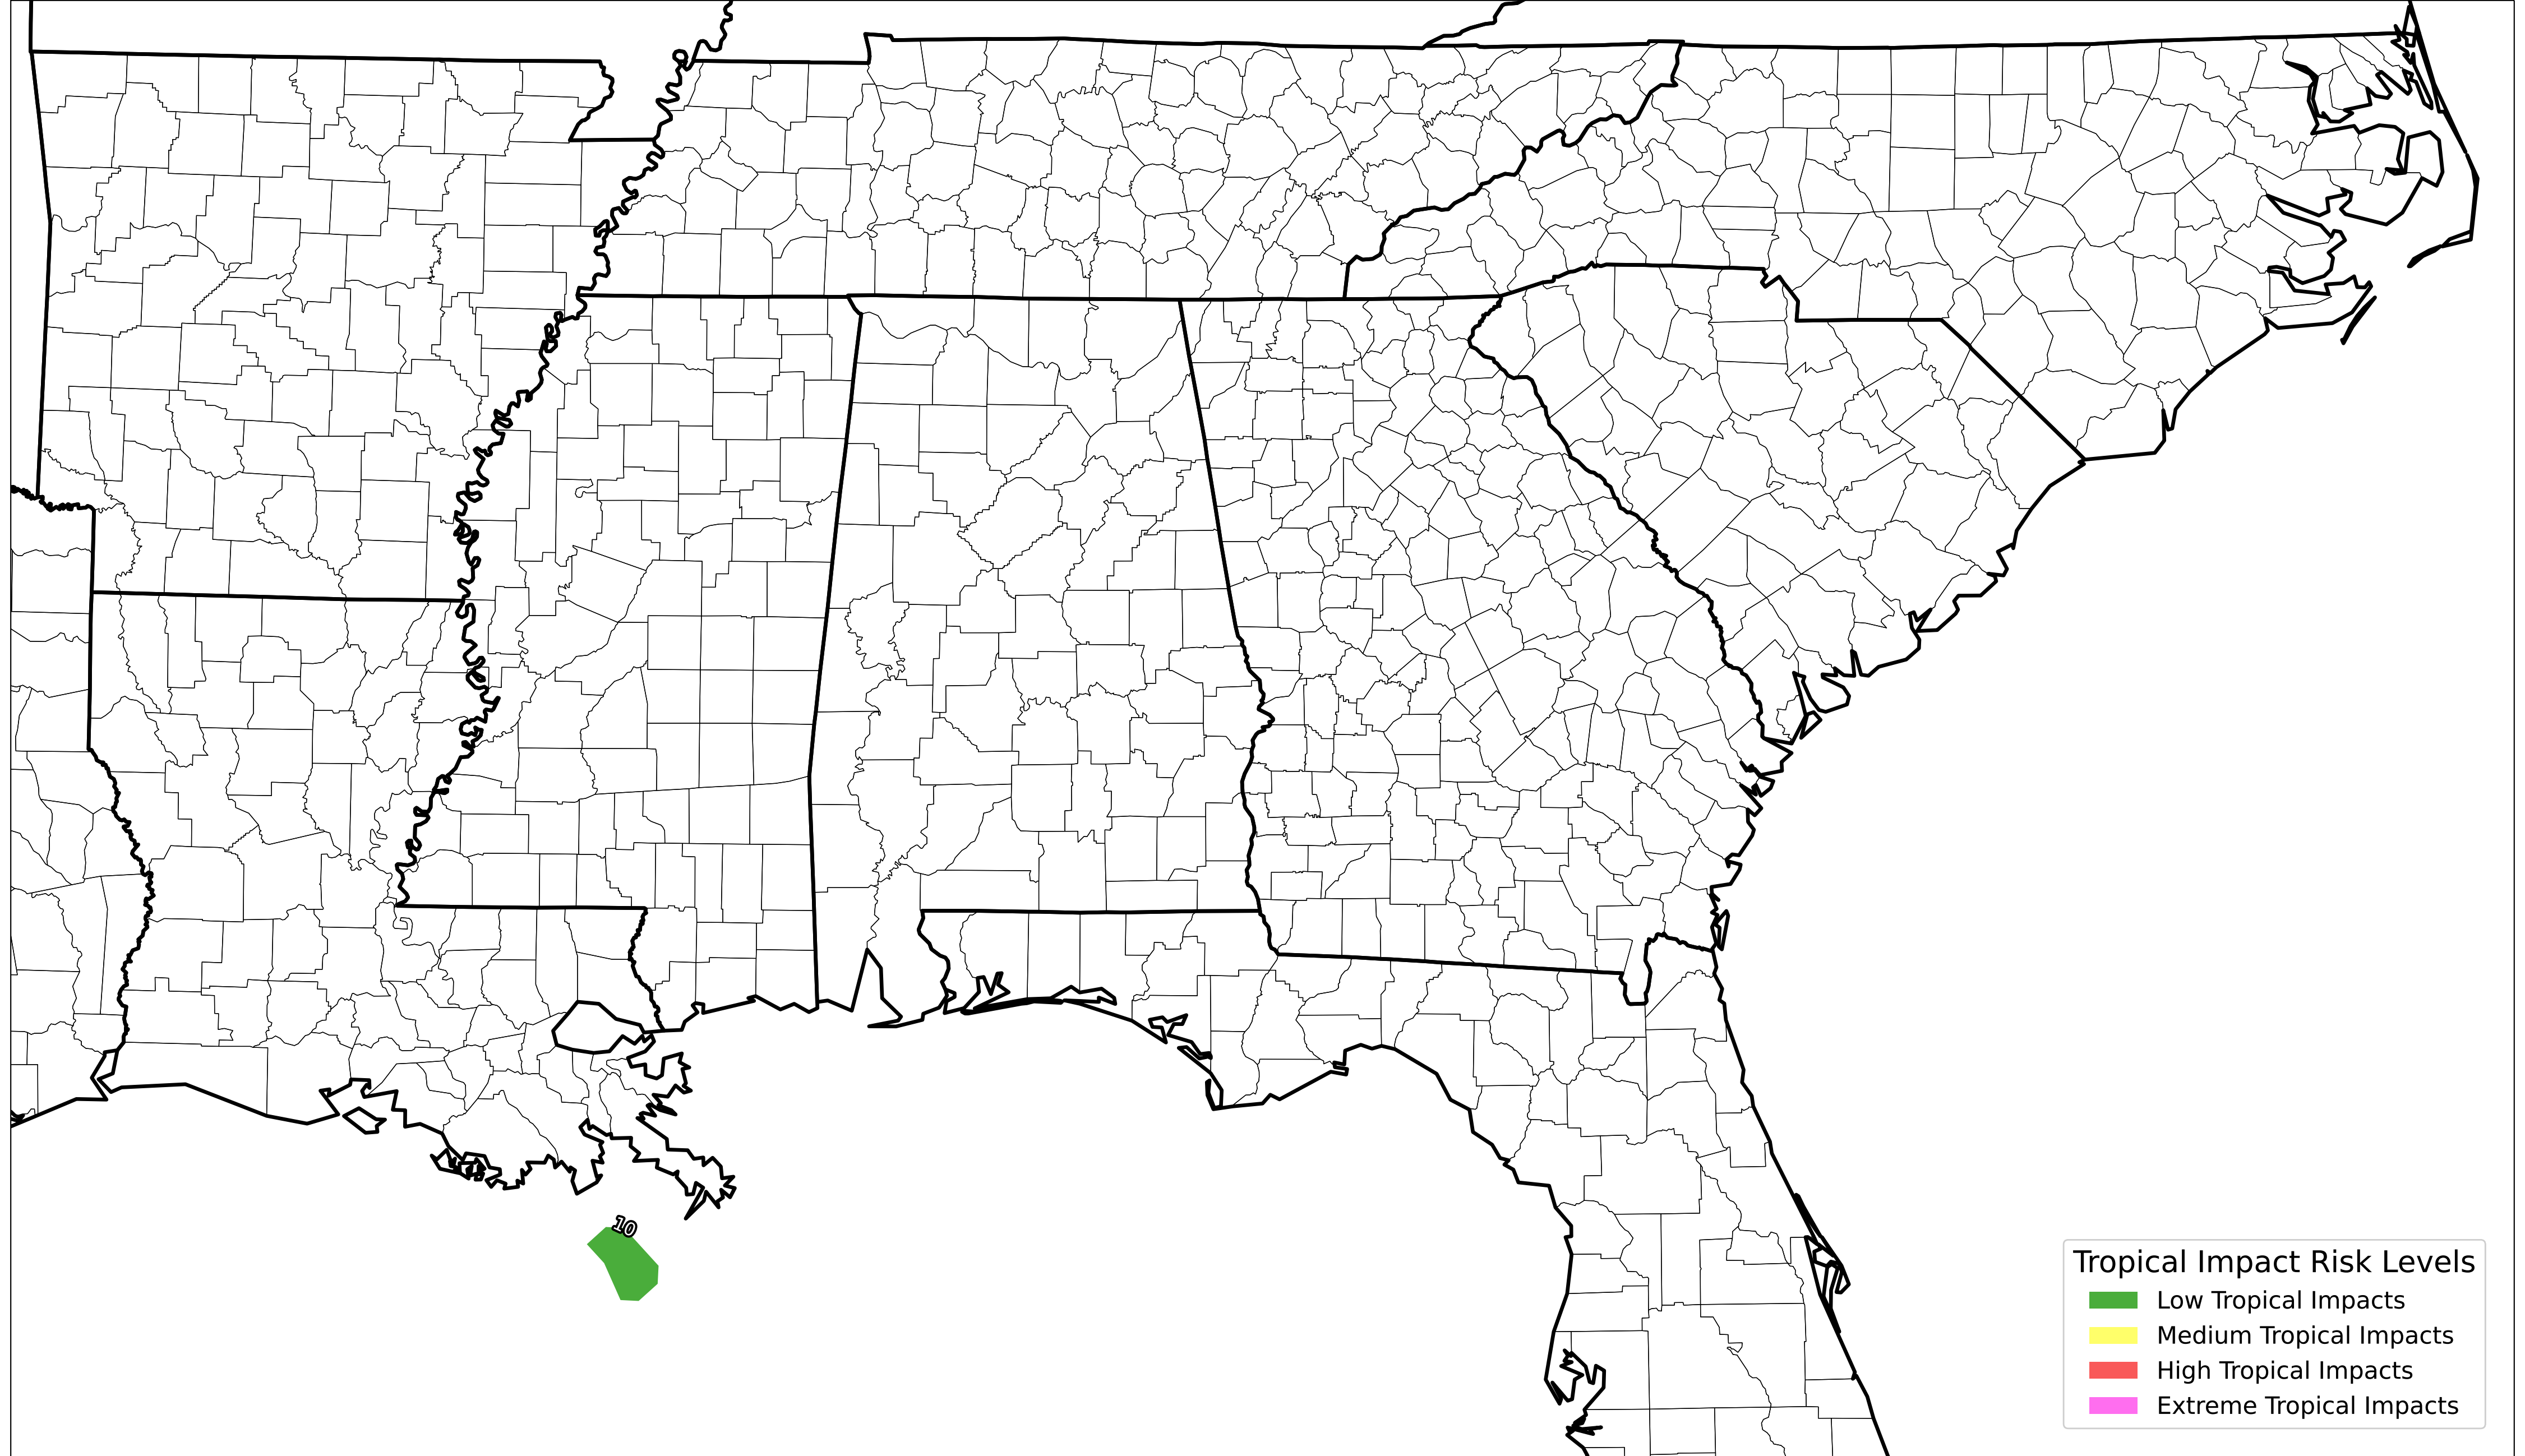 10
Tropical Impact Risk Levels
Low Tropical Impacts
Medium Tropical Impacts
High Tropical Impacts
Extreme Tropical Impacts